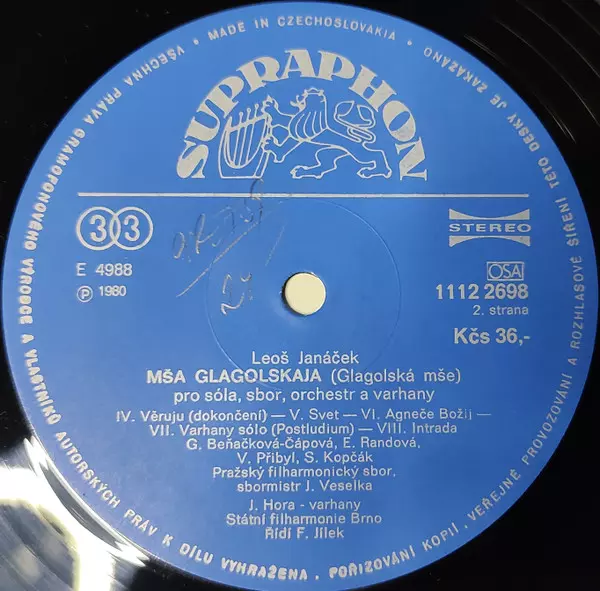 VŠECHNA PRÁVA GRAMOFONOVÉHO VÝROBCE A VLASTNÍKŮ AUTORSKÝCH PRÁV K DÍLU VYHRAŽENA. POŘIZOVÁNÍ KOPIÍ, VEŘEJNÉ PROVOZOVÁNÍ A ROZHLASOVÉ ŠÍŘENÍ TÉTO DESKY JE ZAKÁZÁNO
• MADE IN CZECHOSLOVAKIA •
SUPRAPHON
33
STEREO
E 4988
OSA
Ⓟ 1980
1112 2698
2. strana
Kčs 36,-
Leoš Janáček
MŠA GLAGOLSKAJA (Glagolská mše)
pro sóla, sbor, orchestr a varhany
IV. Věruju (dokončení) — V. Svet — VI. Agneče Božij —
VII. Varhany sólo (Postludium) — VIII. Intrada
G. Beňačková-Čápová, E. Randová,
V. Přibyl, S. Kopčák
Pražský filharmonický sbor,
sbormistr J. Veselka
J. Hora - varhany
Státní filharmonie Brno
Řídí F. Jílek